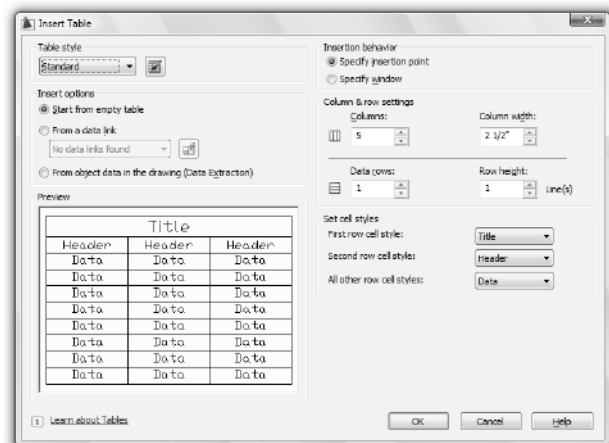 Insert Table
Table style
Standard
Insert options
Start from empty table
From a data link
No data links found
From object data in the drawing (Data Extraction)
Preview
Title
Header Header Header
Data Data Data
Data Data Data
Data Data Data
Data Data Data
Data Data Data
Data Data Data
Data Data Data
Data Data Data
Insertion behavior
Specify insertion point
Specify window
Column & row settings
Columns: Column width:
5 2 1/2"
Data rows: Row height:
1 1 Line(s)
Set cell styles
First row cell style: Title
Second row cell style: Header
All other row cell styles: Data
Learn about Tables
OK Cancel Help